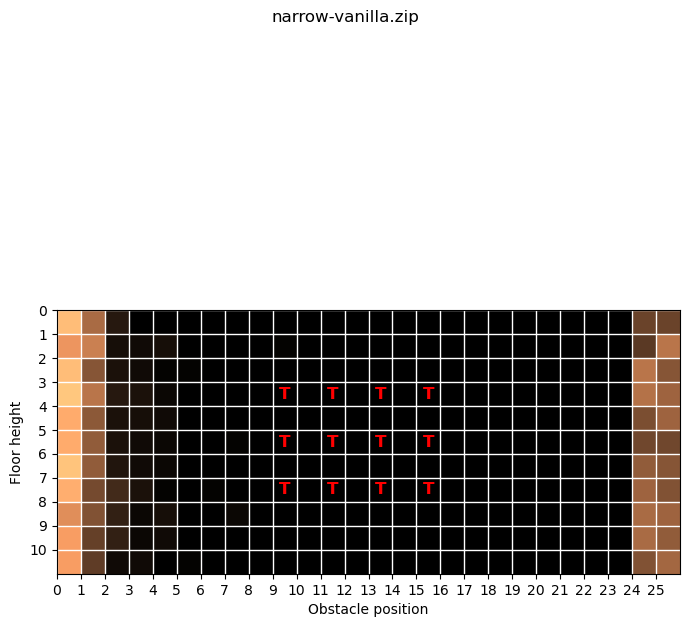 narrow-vanilla.zip
0
1
2
3
T T T T
4
5
T T T T
6
7
T T T T
8
9
10
Floor height
0 1 2 3 4 5 6 7 8 9 10 11 12 13 14 15 16 17 18 19 20 21 22 23 24 25
Obstacle position